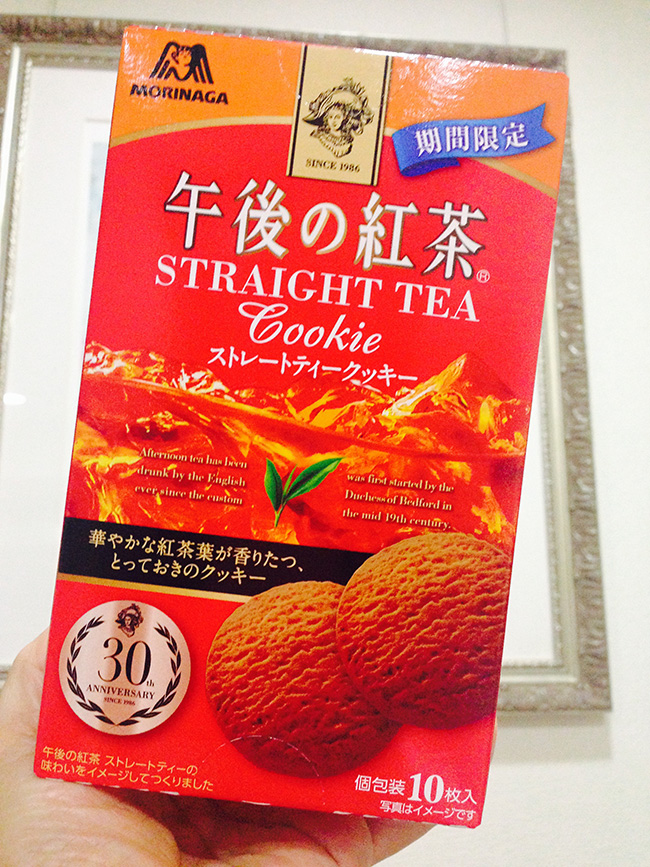 MORINAGA
SINCE 1986
期間限定
午後の紅茶®
STRAIGHT TEA
Cookie
ストレートティークッキー
Afternoon tea has been
drunk by the English
ever since the custom
was first started by the
Duchess of Bedford in
the mid 19th century.
華やかな紅茶葉が香りたつ、
とっておきのクッキー
30th
ANNIVERSARY
SINCE 1986
午後の紅茶 ストレートティーの
味わいをイメージしてつくりました
個包装10枚入
写真はイメージです